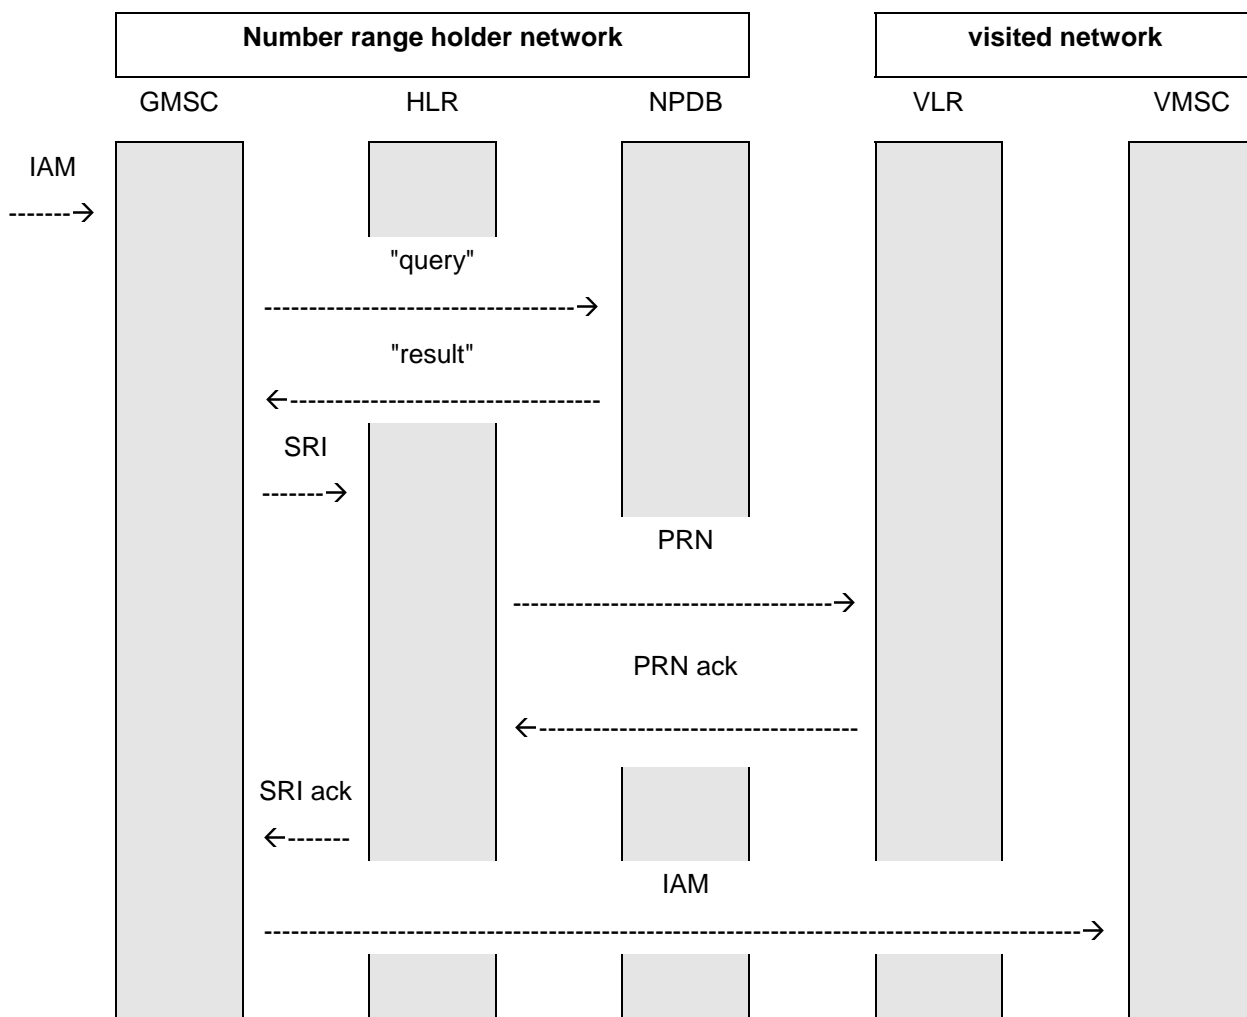 Number range holder network
visited network
GMSC
HLR
NPDB
VLR
VMSC
IAM
"query"
"result"
SRI
PRN
PRN ack
SRI ack
IAM